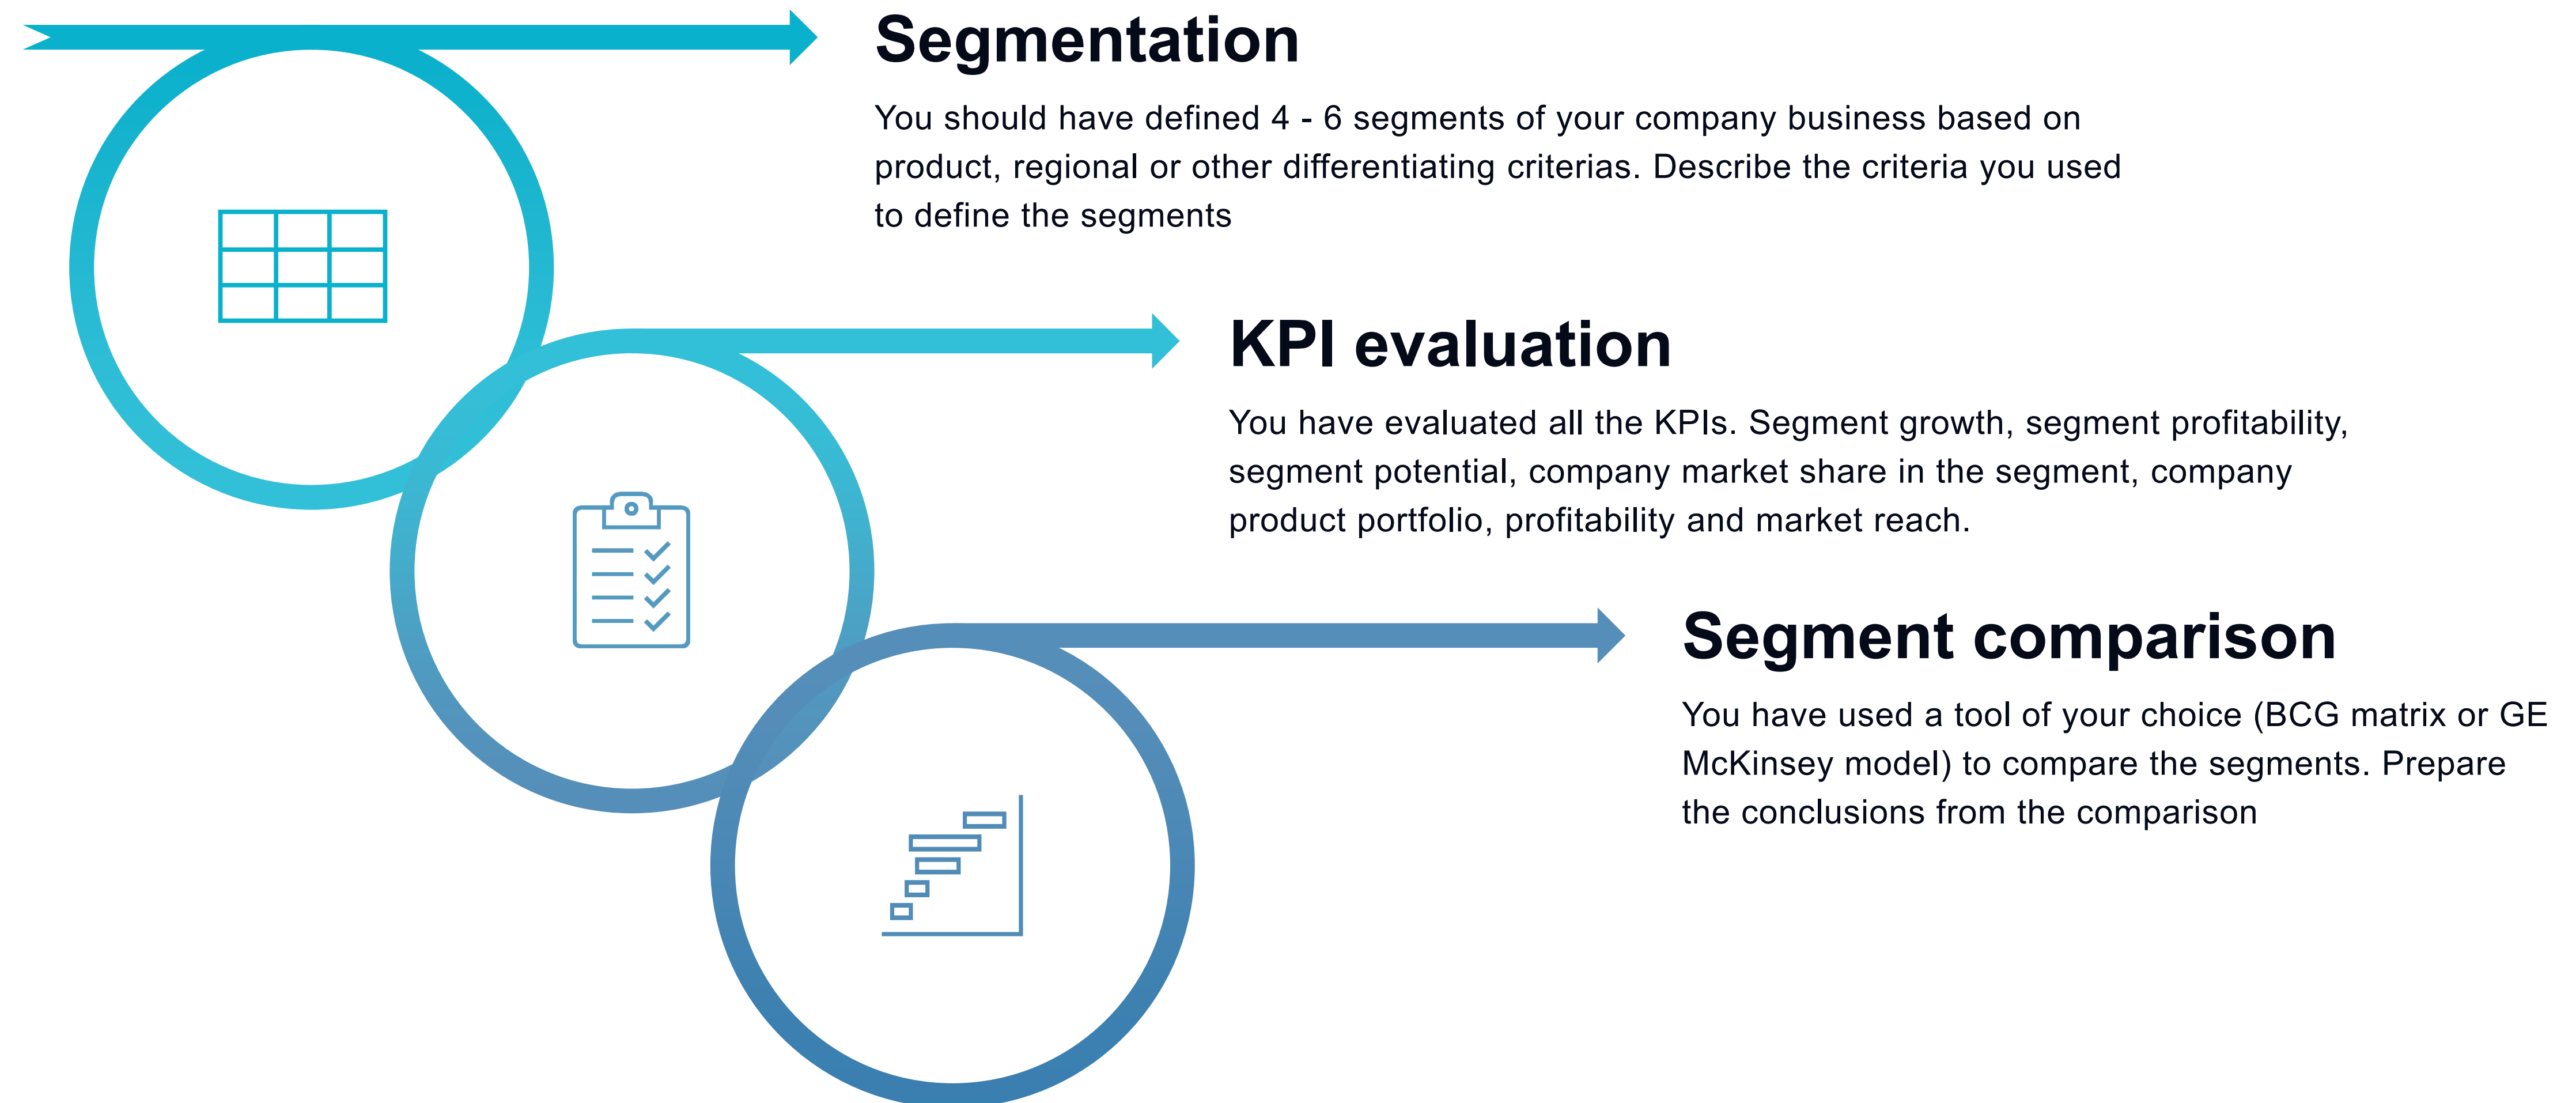 Segmentation
You should have defined 4 - 6 segments of your company business based on
product, regional or other differentiating criterias. Describe the criteria you used
to define the segments
KPI evaluation
You have evaluated all the KPIs. Segment growth, segment profitability,
segment potential, company market share in the segment, company
product portfolio, profitability and market reach.
Segment comparison
You have used a tool of your choice (BCG matrix or GE
McKinsey model) to compare the segments. Prepare
the conclusions from the comparison